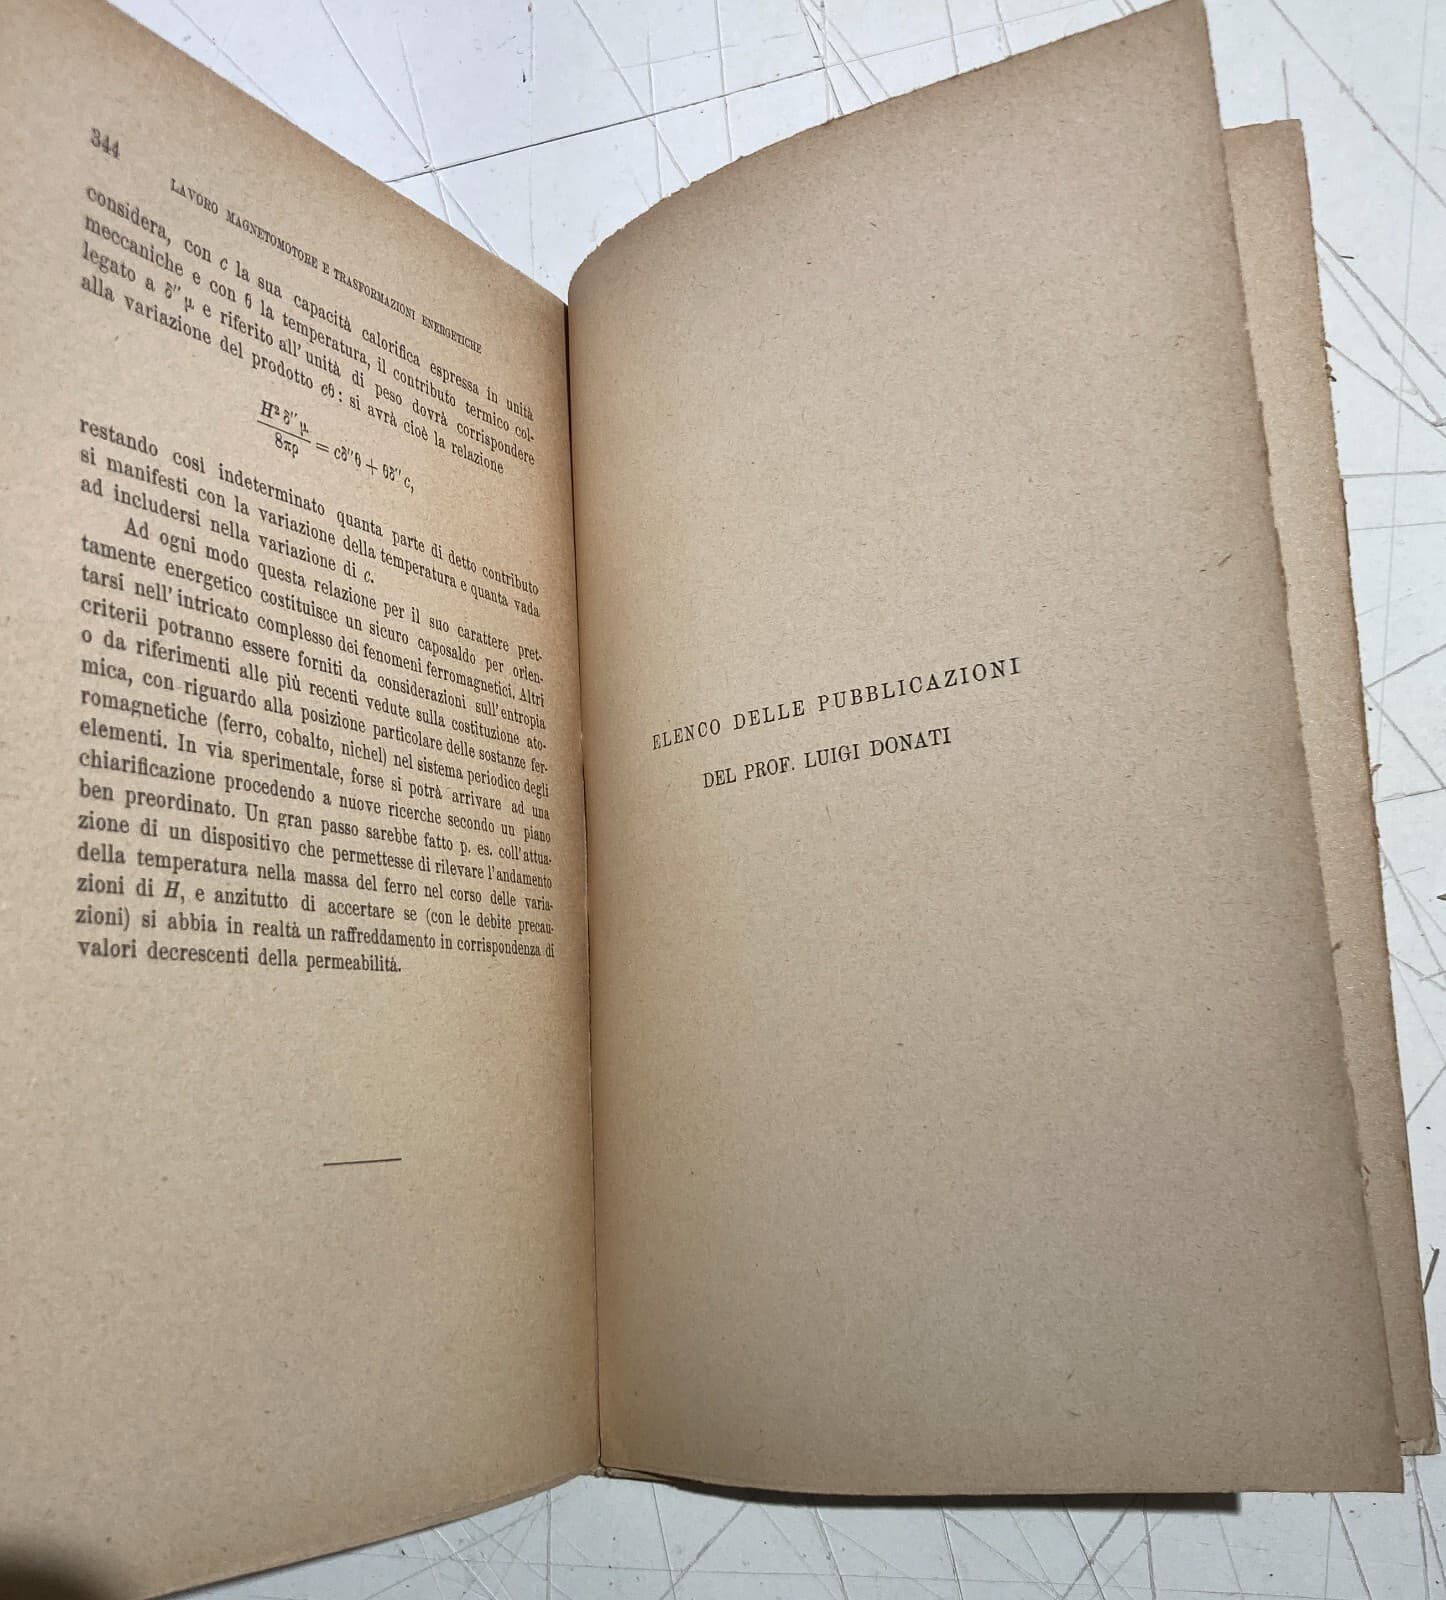 344
LAVORO MAGNETOMOTORE E TRASFORMAZIONI ENERGETICHE
considera, con c la sua capacità calorifica espressa in unità
meccaniche e con θ la temperatura, il contributo termico col-
legato a δ″ μ e riferito all' unità di peso dovrà corrispondere
alla variazione del prodotto cθ: si avrà cioè la relazione
H² δ″ μ
8πρ = cδ″θ + θδ″ c,
restando così indeterminato quanta parte di detto contributo
si manifesti con la variazione della temperatura e quanta vada
ad includersi nella variazione di c.
Ad ogni modo questa relazione per il suo carattere pret-
tamente energetico costituisce un sicuro caposaldo per orien-
tarsi nell' intricato complesso dei fenomeni ferromagnetici. Altri
criterii potranno essere forniti da considerazioni sull'entropia
o da riferimenti alle più recenti vedute sulla costituzione ato-
mica, con riguardo alla posizione particolare delle sostanze fer-
romagnetiche (ferro, cobalto, nichel) nel sistema periodico degli
elementi. In via sperimentale, forse si potrà arrivare ad una
chiarificazione procedendo a nuove ricerche secondo un piano
ben preordinato. Un gran passo sarebbe fatto p. es. coll'attua-
zione di un dispositivo che permettesse di rilevare l'andamento
della temperatura nella massa del ferro nel corso delle varia-
zioni di H, e anzitutto di accertare se (con le debite precau-
zioni) si abbia in realtà un raffreddamento in corrispondenza di
valori decrescenti della permeabilità.
ELENCO DELLE PUBBLICAZIONI
DEL PROF. LUIGI DONATI